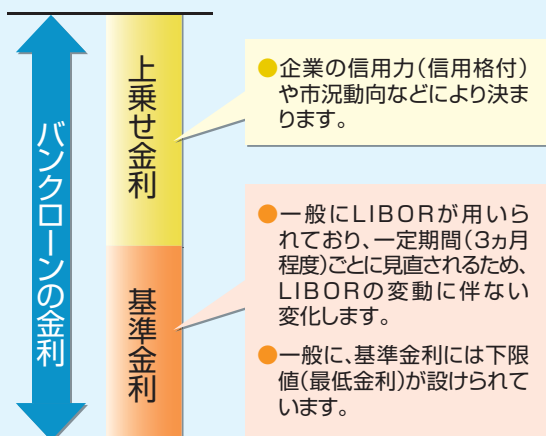 バンクローンの金利
上乗せ金利
●企業の信用力(信用格付)
や市況動向などにより決ま
ります。
基準金利
●一般にLIBORが用いら
れており、一定期間(3ヵ月
程度)ごとに見直されるため、
LIBORの変動に伴ない
変化します。
●一般に、基準金利には下限
値(最低金利)が設けられて
います。